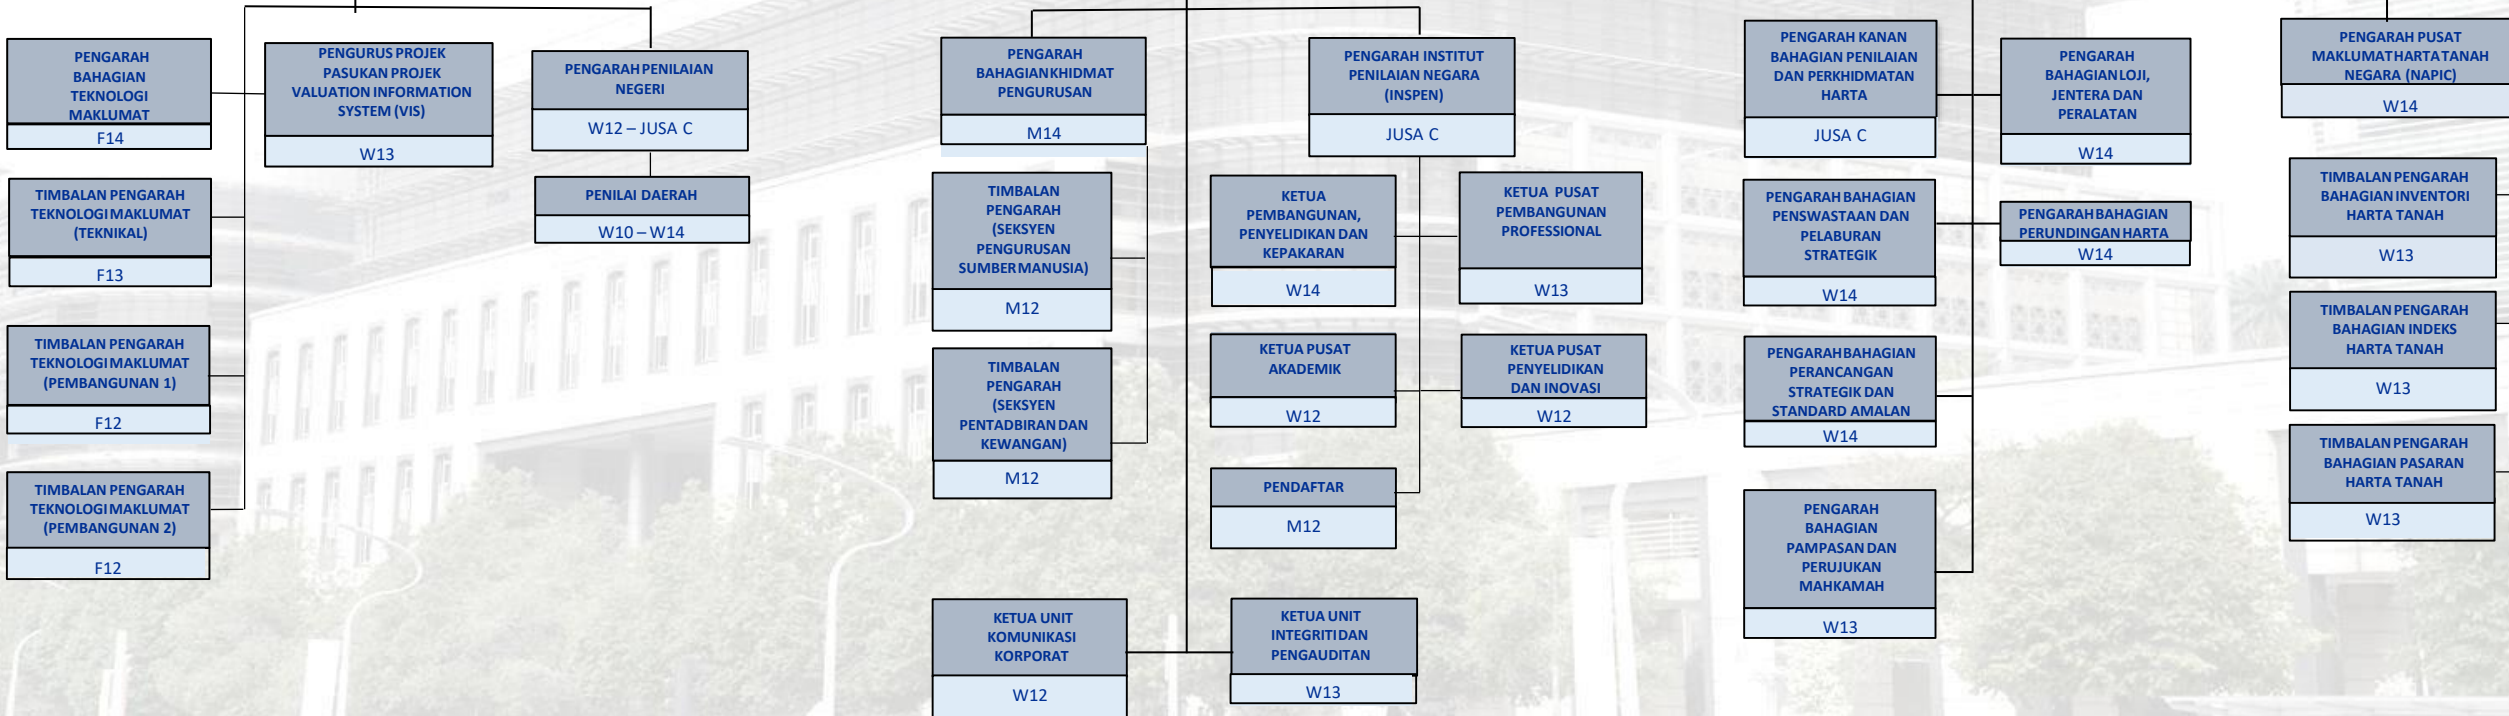 PENGARAH
BAHAGIAN
TEKNOLOGI
MAKLUMAT
F14
PENGURUS PROJEK
PASUKAN PROJEK
VALUATION INFORMATION
SYSTEM (VIS)
W13
PENGARAH PENILAIAN
NEGERI
W12 – JUSA C
PENILAI DAERAH
W10 – W14
TIMBALAN PENGARAH
TEKNOLOGI MAKLUMAT
(TEKNIKAL)
F13
TIMBALAN PENGARAH
TEKNOLOGI MAKLUMAT
(PEMBANGUNAN 1)
F12
TIMBALAN PENGARAH
TEKNOLOGI MAKLUMAT
(PEMBANGUNAN 2)
F12
PENGARAH
BAHAGIAN KHIDMAT
PENGURUSAN
M14
TIMBALAN
PENGARAH
(SEKSYEN
PENGURUSAN
SUMBER MANUSIA)
M12
TIMBALAN
PENGARAH
(SEKSYEN
PENTADBIRAN DAN
KEWANGAN)
M12
PENGARAH INSTITUT
PENILAIAN NEGARA
(INSPEN)
JUSA C
KETUA
PEMBANGUNAN,
PENYELIDIKAN DAN
KEPAKARAN
W14
KETUA PUSAT
PEMBANGUNAN
PROFESSIONAL
W13
KETUA PUSAT
AKADEMIK
W12
KETUA PUSAT
PENYELIDIKAN
DAN INOVASI
W12
PENDAFTAR
M12
KETUA UNIT
KOMUNIKASI
KORPORAT
W12
KETUA UNIT
INTEGRITI DAN
PENGAUDITAN
W13
PENGARAH KANAN
BAHAGIAN PENILAIAN
DAN PERKHIDMATAN
HARTA
JUSA C
PENGARAH
BAHAGIAN LOJI,
JENTERA DAN
PERALATAN
W14
PENGARAH BAHAGIAN
PENSWASTAAN DAN
PELABURAN
STRATEGIK
W14
PENGARAH BAHAGIAN
PERUNDINGAN HARTA
W14
PENGARAH BAHAGIAN
PERANCANGAN
STRATEGIK DAN
STANDARD AMALAN
W14
PENGARAH
BAHAGIAN
PAMPASAN DAN
PERUJUKAN
MAHKAMAH
W13
PENGARAH PUSAT
MAKLUMAT HARTA TANAH
NEGARA (NAPIC)
W14
TIMBALAN PENGARAH
BAHAGIAN INVENTORI
HARTA TANAH
W13
TIMBALAN PENGARAH
BAHAGIAN INDEKS
HARTA TANAH
W13
TIMBALAN PENGARAH
BAHAGIAN PASARAN
HARTA TANAH
W13